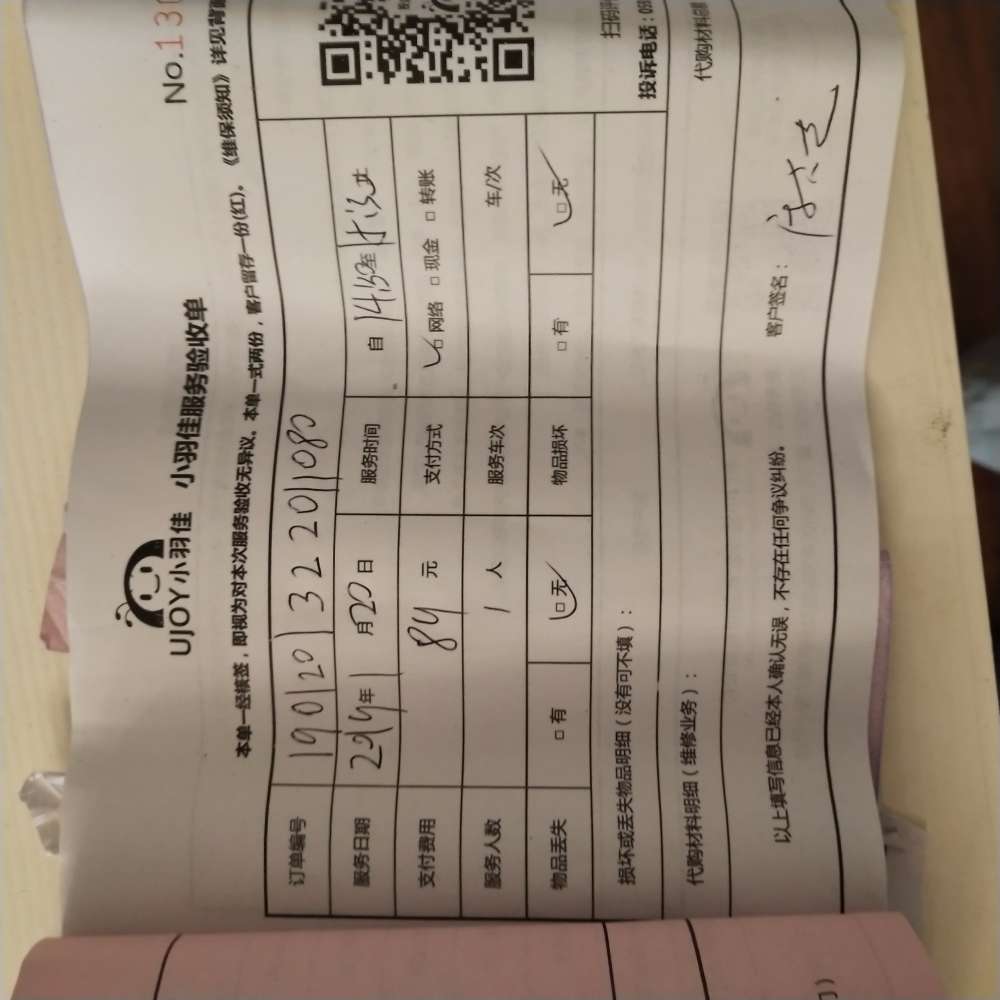 No.130
UJOY小羽佳 小羽佳服务验收单
本单一经核签，即视为对本次服务验收无异议。本单一式两份，客户留存一份(红)。《维保须知》详见背面
订单编号 1901201322011080
服务日期 2019年1月20日 服务时间 自 14:30至
支付费用 84元 支付方式 网络 现金 转账
服务人数 1人 服务车次 车/次
物品丢失 有 无 物品损坏 有 无
损坏或丢失物品明细（没有可不填）：
扫码评
投诉电话：
代购材料明细（维修业务）：
代购材料
以上填写信息已经本人确认无误，不存在任何争议纠纷。
客户签名：